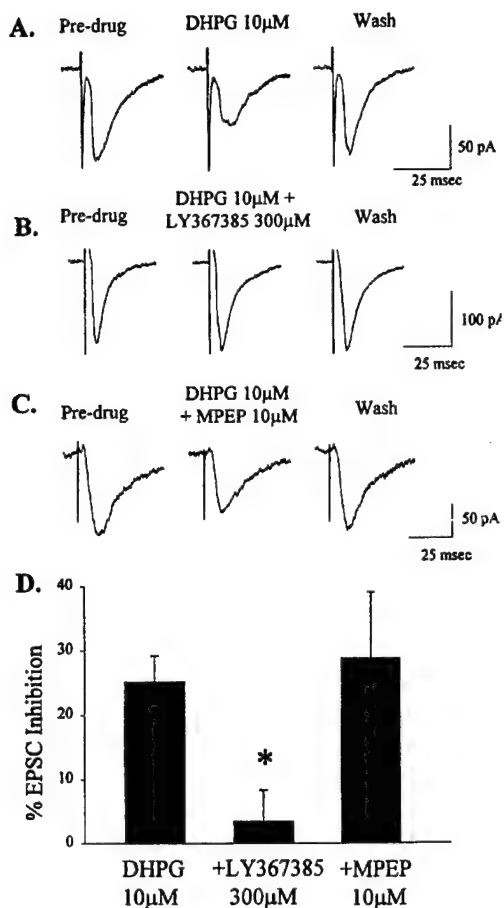 A.
Pre-drug DHPG 10µM Wash
50 pA
25 msec
B.
Pre-drug DHPG 10µM + LY367385 300µM Wash
100 pA
25 msec
C.
Pre-drug DHPG 10µM + MPEP 10µM Wash
50 pA
25 msec
D.
% EPSC Inhibition
40
30
20
10
0
*
DHPG +LY367385 +MPEP
10µM 300µM 10µM